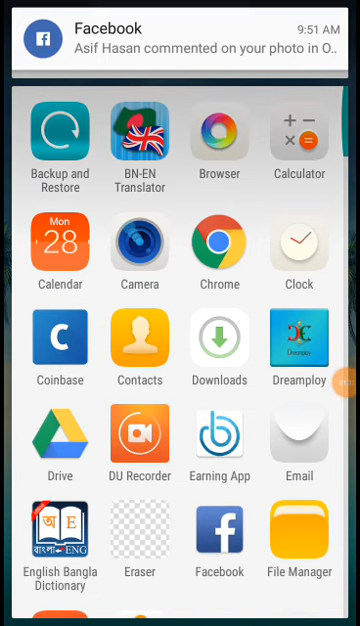 Facebook 9:51 AM
Asif Hasan commented on your photo in O..
Backup and Restore
BN-EN Translator
Browser
Calculator
Mon
28
Calendar
Camera
Chrome
Clock
C
Coinbase
Contacts
Downloads
Dreamploy
Dreamploy
Drive
DU Recorder
Earning App
Email
অ E
বাংলা ENG
English Bangla
Dictionary
Eraser
Facebook
File Manager